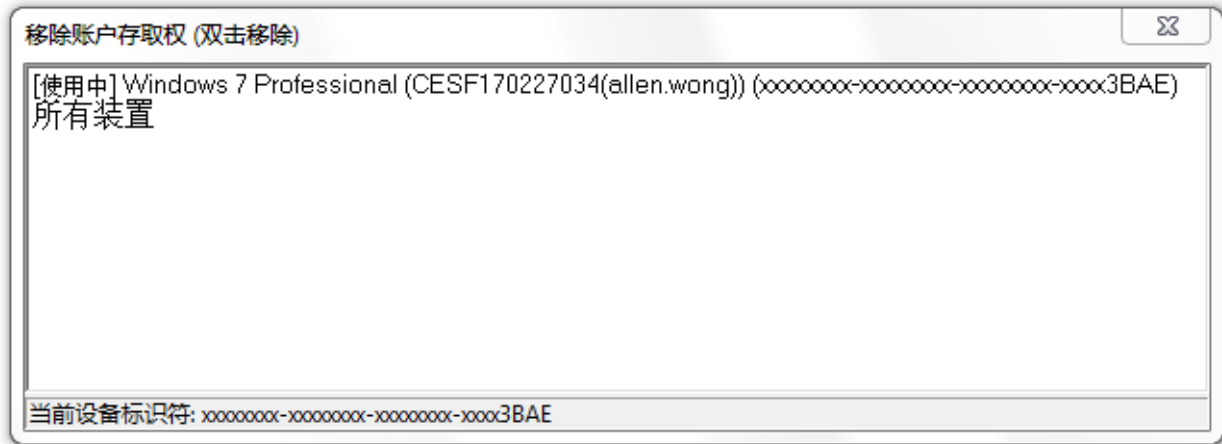 移除账户存取权 (双击移除)
[使用中] Windows 7 Professional (CESF170227034(allen.wong)) (xxxxxxxx-xxxxxxxx-xxxxxxxx-xxxx3BAE)
所有装置
当前设备标识符: xxxxxxxx-xxxxxxxx-xxxxxxxx-xxxx3BAE